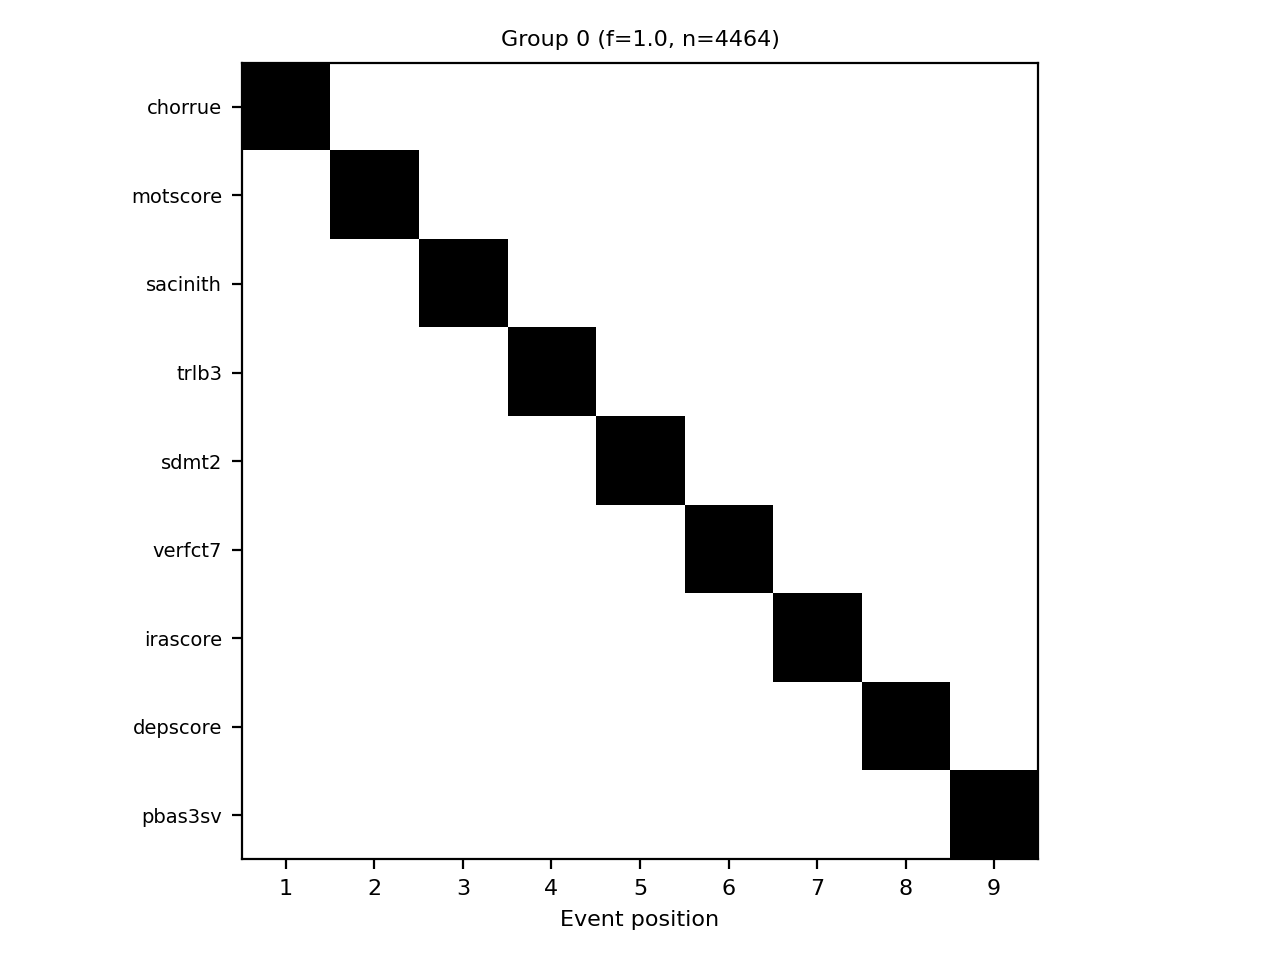 Group 0 (f=1.0, n=4464)
chorrue
motscore
sacinith
trlb3
sdmt2
verfct7
irascore
depscore
pbas3sv
1 2 3 4 5 6 7 8 9
Event position